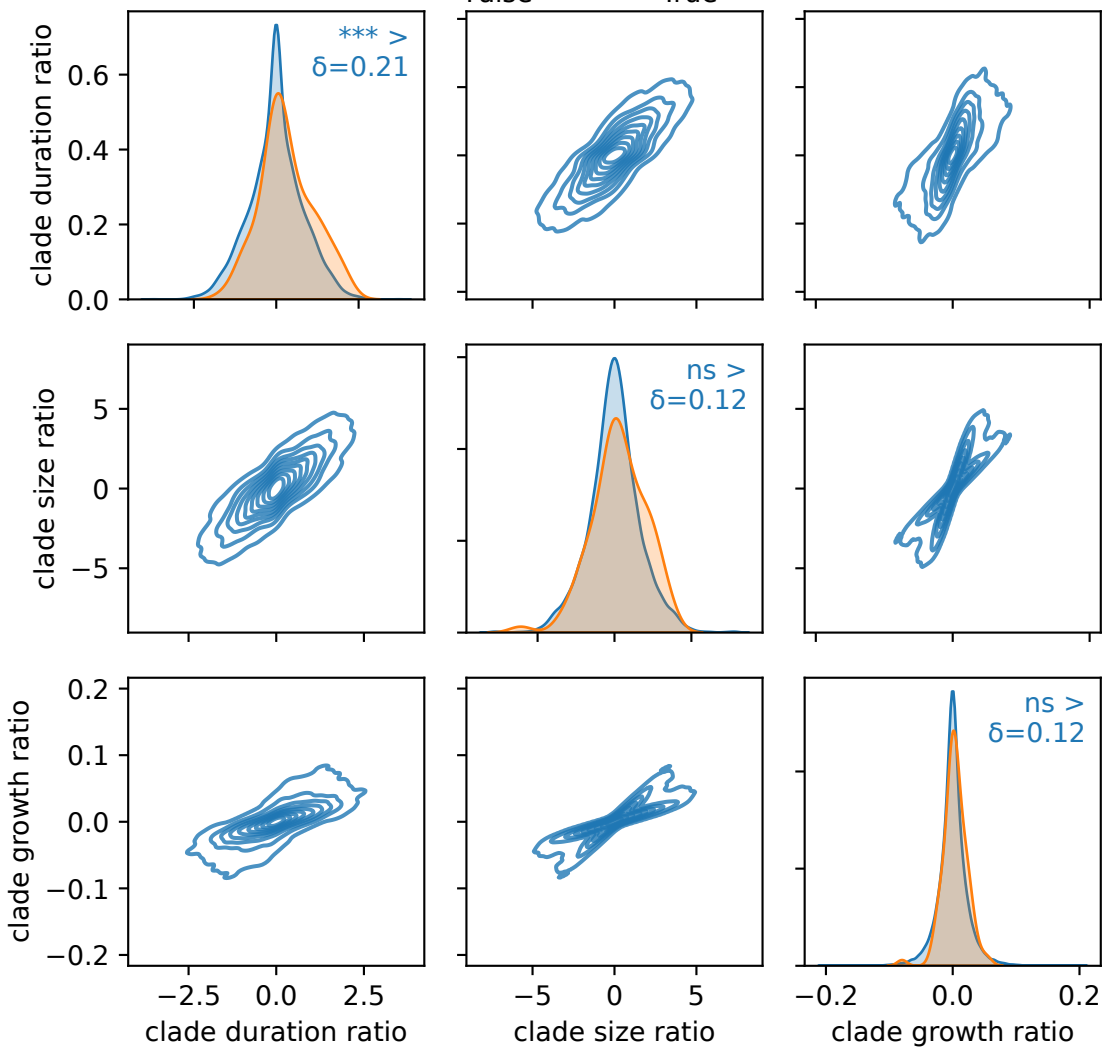 clade duration ratio
0.6
0.4
0.2
0.0
*** >
δ=0.21
clade size ratio
5
0
−5
ns >
δ=0.12
clade growth ratio
0.2
0.1
0.0
−0.1
−0.2
ns >
δ=0.12
−2.5 0.0 2.5
−5 0 5
−0.2 0.0 0.2
clade duration ratio
clade size ratio
clade growth ratio